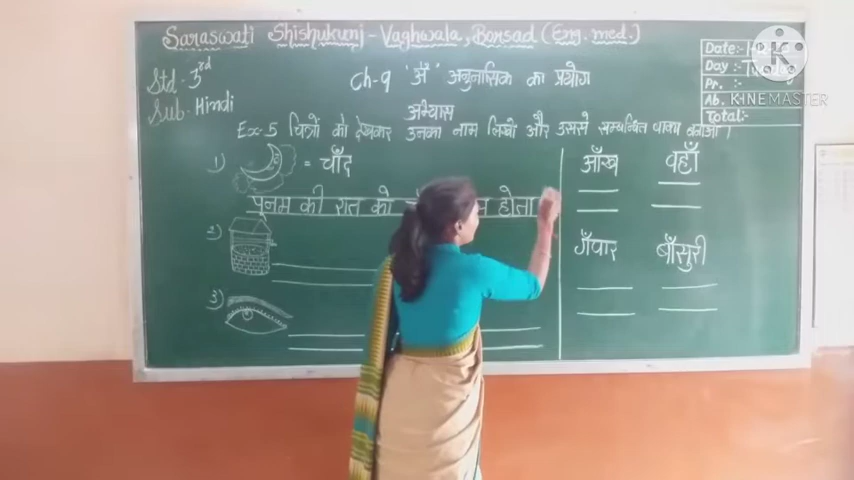 Saraswati Shishukunj - Vaghwala, Borsad (Eng. med.)
Std - 3rd
Sub - Hindi
Ch-9 "अँ" अनुनासिक का प्रयोग
अभ्यास
Ex-5 चित्रों को देखकर उनका नाम लिखो और उससे सम्बन्धित वाक्य बनाओ।
1) = चाँद
पूनम की रात को होता
2)
3)
आँख वहाँ
गँवार बाँसुरी
Date :-
Day :-
Pr. :-
Ab.
Total:-
KINEMASTER